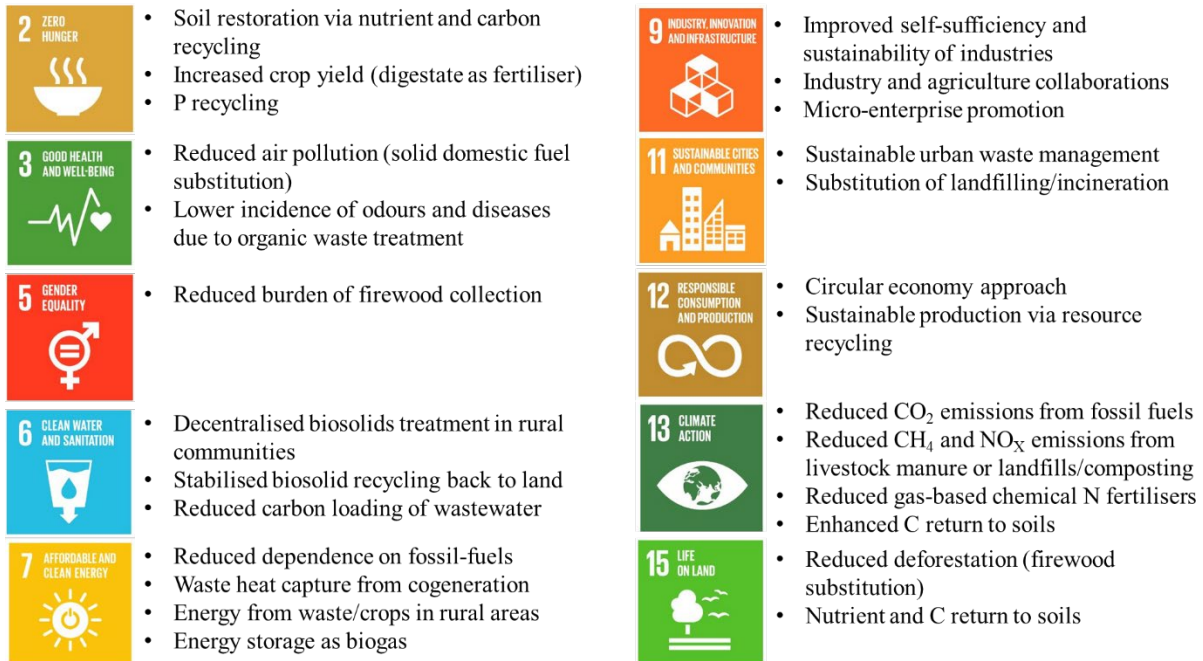 2 ZERO
HUNGER
• Soil restoration via nutrient and carbon
recycling
• Increased crop yield (digestate as fertiliser)
• P recycling
3 GOOD HEALTH
AND WELL-BEING
• Reduced air pollution (solid domestic fuel
substitution)
• Lower incidence of odours and diseases
due to organic waste treatment
5 GENDER
EQUALITY
• Reduced burden of firewood collection
6 CLEAN WATER
AND SANITATION
• Decentralised biosolids treatment in rural
communities
• Stabilised biosolid recycling back to land
• Reduced carbon loading of wastewater
7 AFFORDABLE AND
CLEAN ENERGY
• Reduced dependence on fossil-fuels
• Waste heat capture from cogeneration
• Energy from waste/crops in rural areas
• Energy storage as biogas
9 INDUSTRY, INNOVATION
AND INFRASTRUCTURE
• Improved self-sufficiency and
sustainability of industries
• Industry and agriculture collaborations
• Micro-enterprise promotion
11 SUSTAINABLE CITIES
AND COMMUNITIES
• Sustainable urban waste management
• Substitution of landfilling/incineration
12 RESPONSIBLE
CONSUMPTION
AND PRODUCTION
• Circular economy approach
• Sustainable production via resource
recycling
13 CLIMATE
ACTION
• Reduced CO₂ emissions from fossil fuels
• Reduced CH₄ and NOX emissions from
livestock manure or landfills/composting
• Reduced gas-based chemical N fertilisers
• Enhanced C return to soils
15 LIFE
ON LAND
• Reduced deforestation (firewood
substitution)
• Nutrient and C return to soils